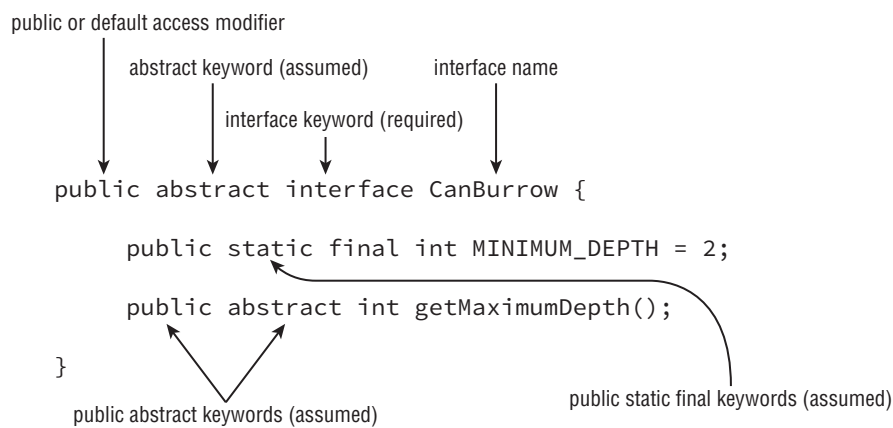 public or default access modifier
abstract keyword (assumed)
interface name
interface keyword (required)
public abstract interface CanBurrow {
public static final int MINIMUM_DEPTH = 2;
public abstract int getMaximumDepth();
}
public static final keywords (assumed)
public abstract keywords (assumed)